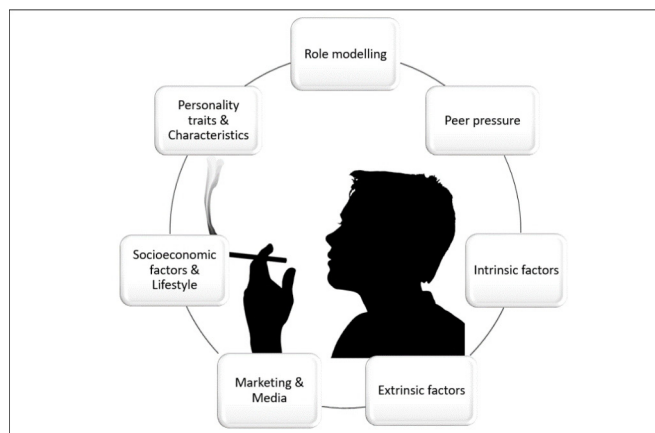 Role modelling
Peer pressure
Intrinsic factors
Extrinsic factors
Marketing &
Media
Socioeconomic
factors &
Lifestyle
Personality
traits &
Characteristics